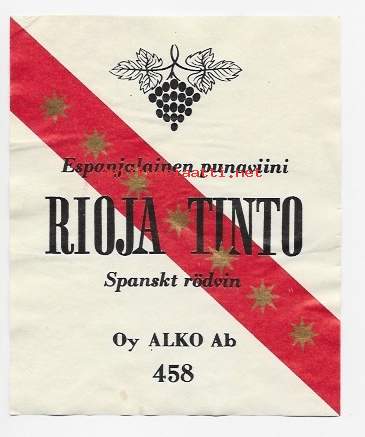 Espanjalainen punaviini
RIOJA TINTO
Spanskt rödvin
Oy ALKO Ab
458